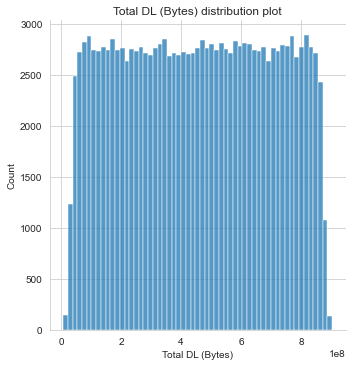 Total DL (Bytes) distribution plot
3000
2500
2000
1500
1000
500
0
Count
0 2 4 6 8
1e8
Total DL (Bytes)